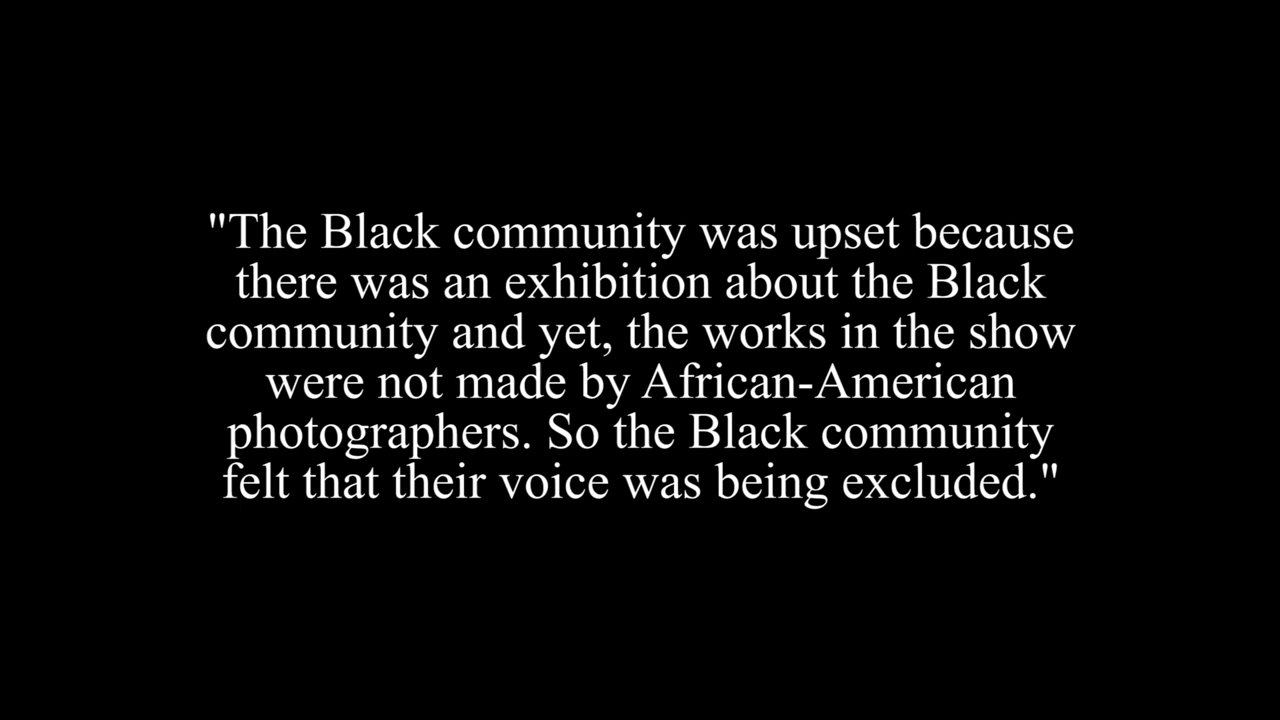 "The Black community was upset because
there was an exhibition about the Black
community and yet, the works in the show
were not made by African-American
photographers. So the Black community
felt that their voice was being excluded."